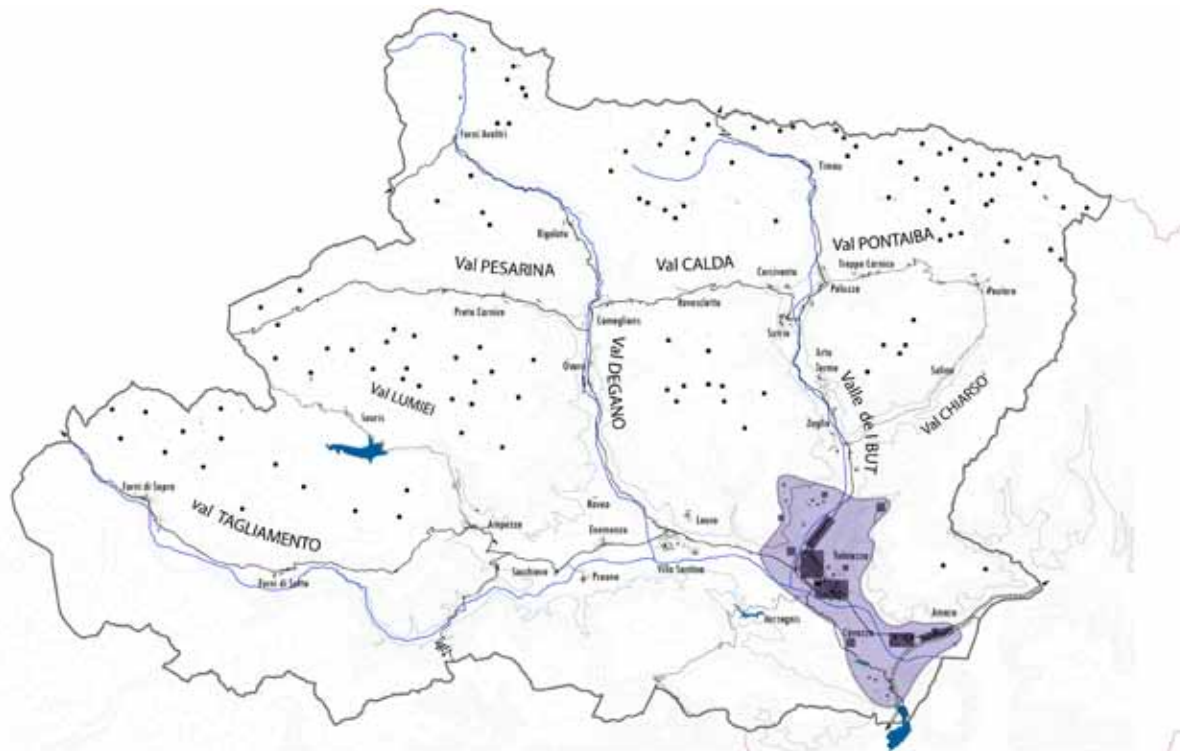 Forni Avoltri
Timau
Rigolato
Val PESARINA
Val CALDA
Val PONTAIBA
Treppo Carnico
Cercivento
Paluzza
Paularo
Prato Carnico
Comeglians
Ravascletto
Sutrio
Ovaro
Val DEGANO
Arta
Terme
Valle de l BUT
Salino
Val CHIARSO'
Val LUMIEI
Sauris
Zuglio
Forni di Sopra
val TAGLIAMENTO
Ampezzo
Raveo
Enemonzo
Lauco
Tolmezzo
Forni di Sotto
Socchieve
Preone
Villa Santina
Verzegnis
Amaro
Cavazzo